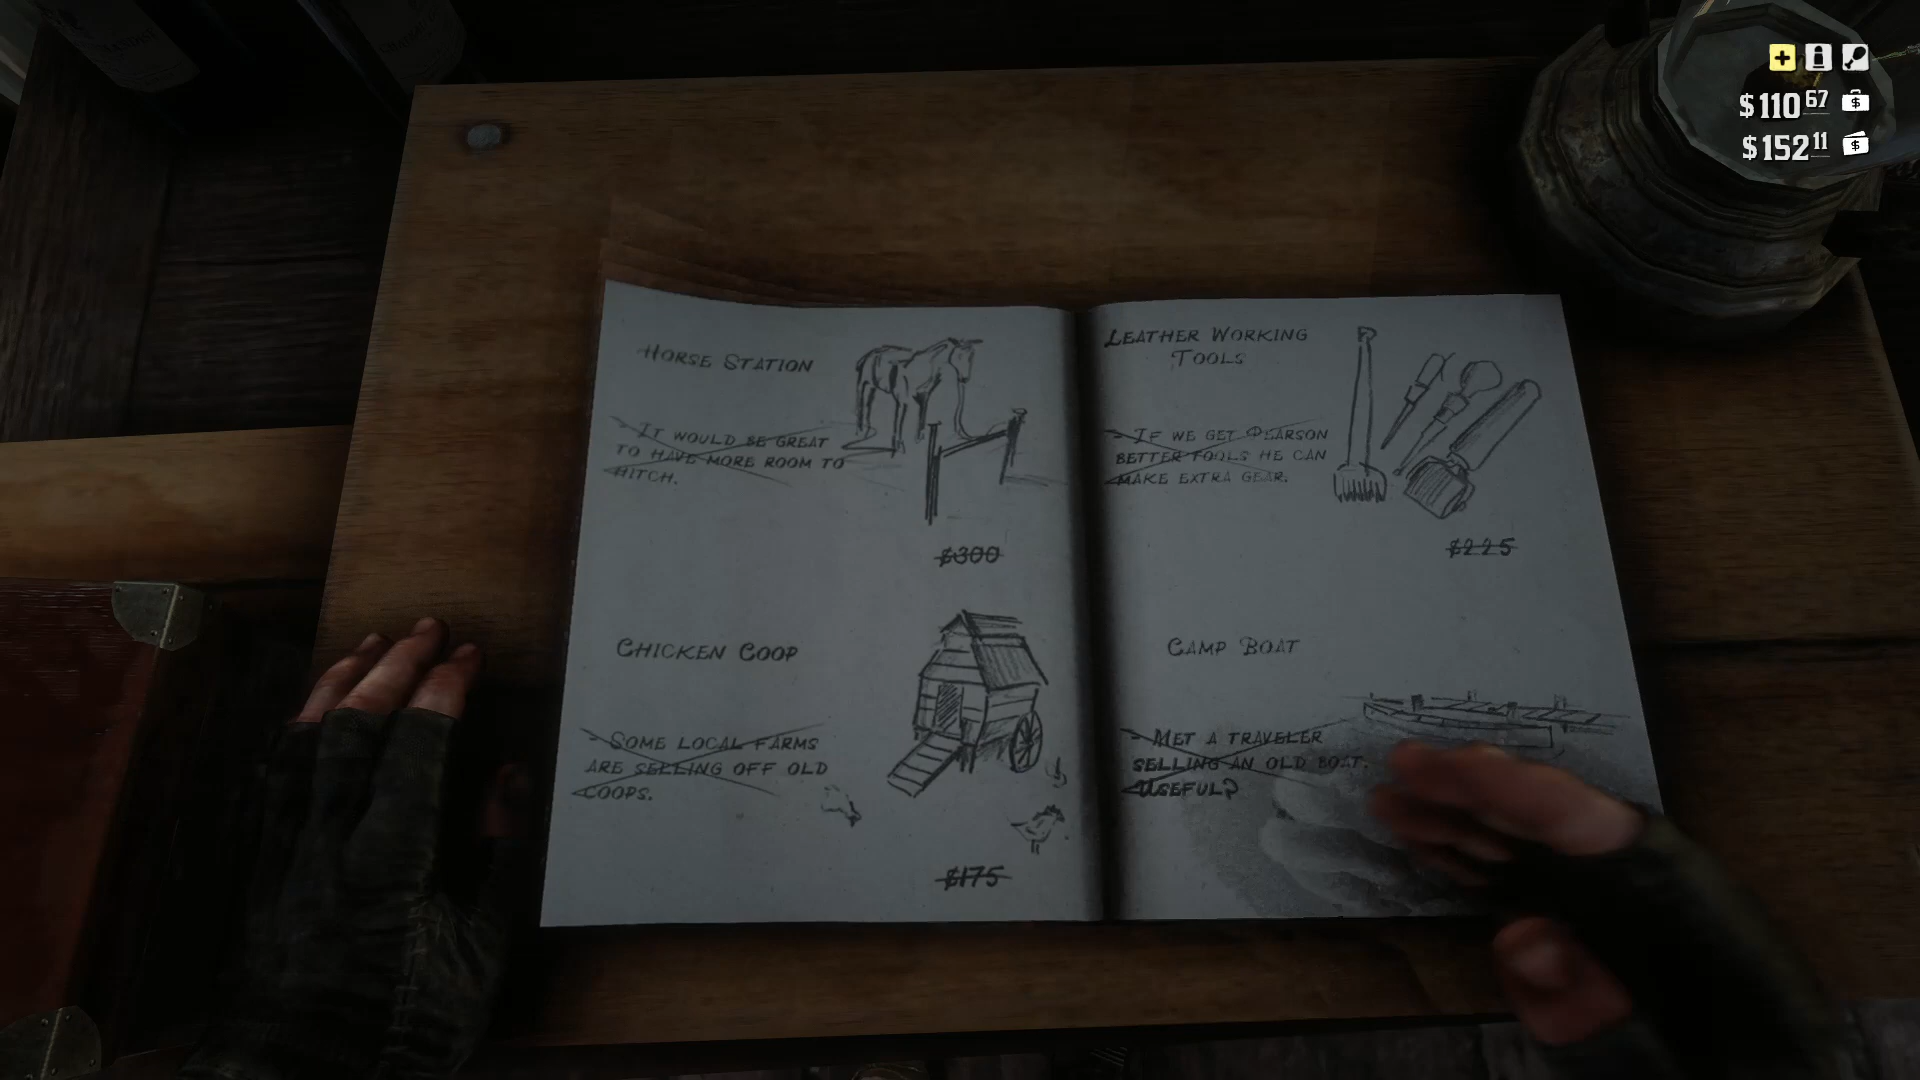 $110 67
$152 11
HORSE STATION
- IT WOULD BE GREAT
TO HAVE MORE ROOM TO
HITCH.
$300
CHICKEN COOP
- SOME LOCAL FARMS
ARE SELLING OFF OLD
COOPS.
$175
LEATHER WORKING
TOOLS
- IF WE GET PEARSON
BETTER TOOLS HE CAN
MAKE EXTRA GEAR.
$225
CAMP BOAT
- MET A TRAVELER
SELLING AN OLD BOAT.
USEFUL?